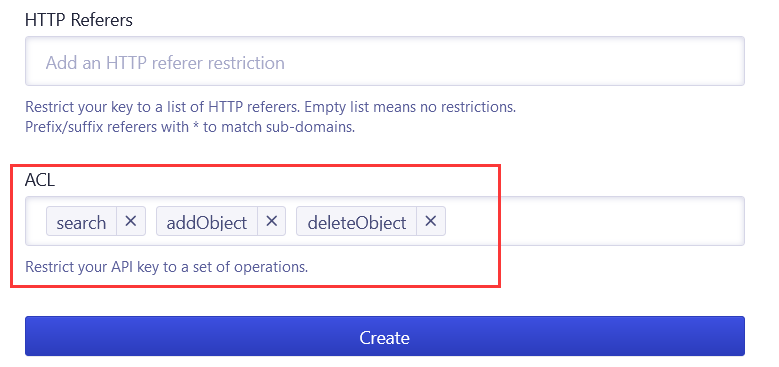 HTTP Referers
Add an HTTP referer restriction
Restrict your key to a list of HTTP referers. Empty list means no restrictions.
Prefix/suffix referers with * to match sub-domains.
ACL
search × addObject × deleteObject ×
Restrict your API key to a set of operations.
Create